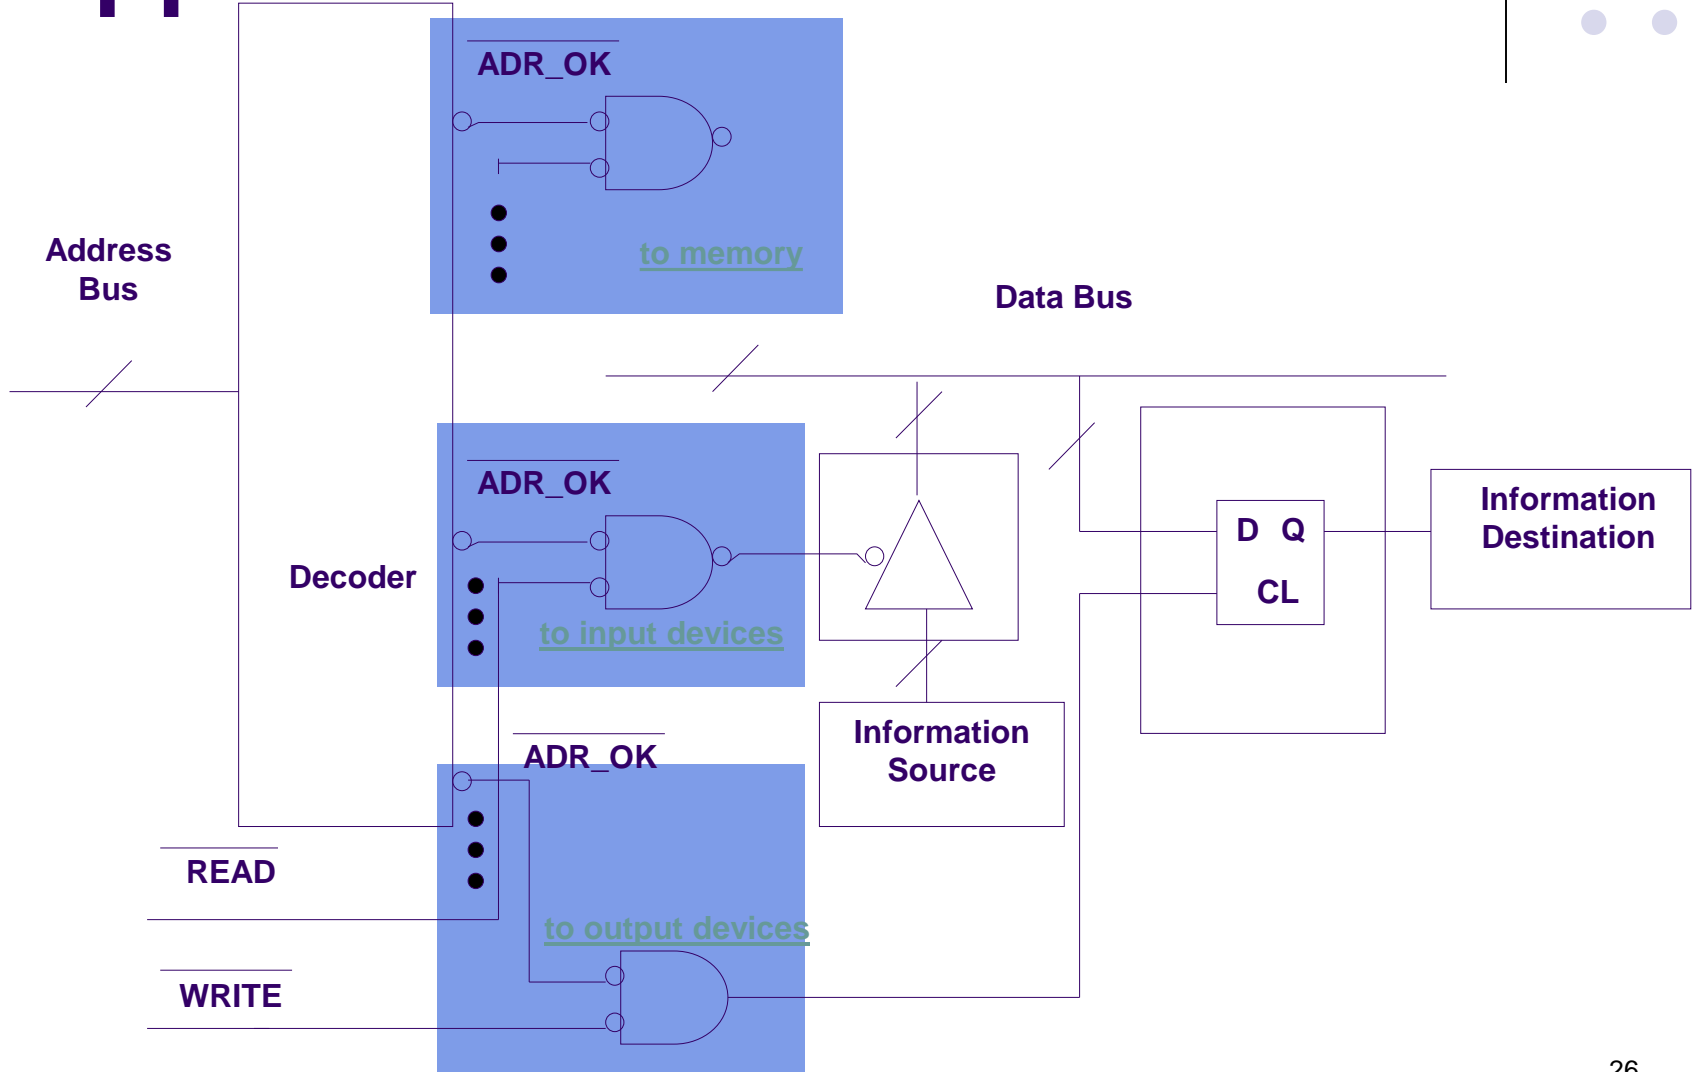 ADR_OK
to memory
Address
Bus
Data Bus
ADR_OK
Decoder
to input devices
D Q
CL
Information
Destination
Information
Source
ADR_OK
READ
to output devices
WRITE
26